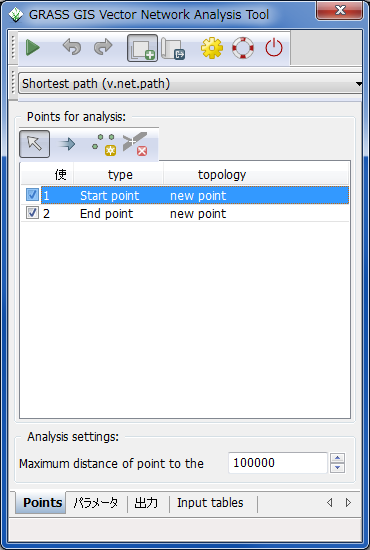 GRASS GIS Vector Network Analysis Tool
Shortest path (v.net.path)
Points for analysis:
使 type topology
1 Start point new point
2 End point new point
Analysis settings:
Maximum distance of point to the 100000
Points パラメータ 出力 Input tables